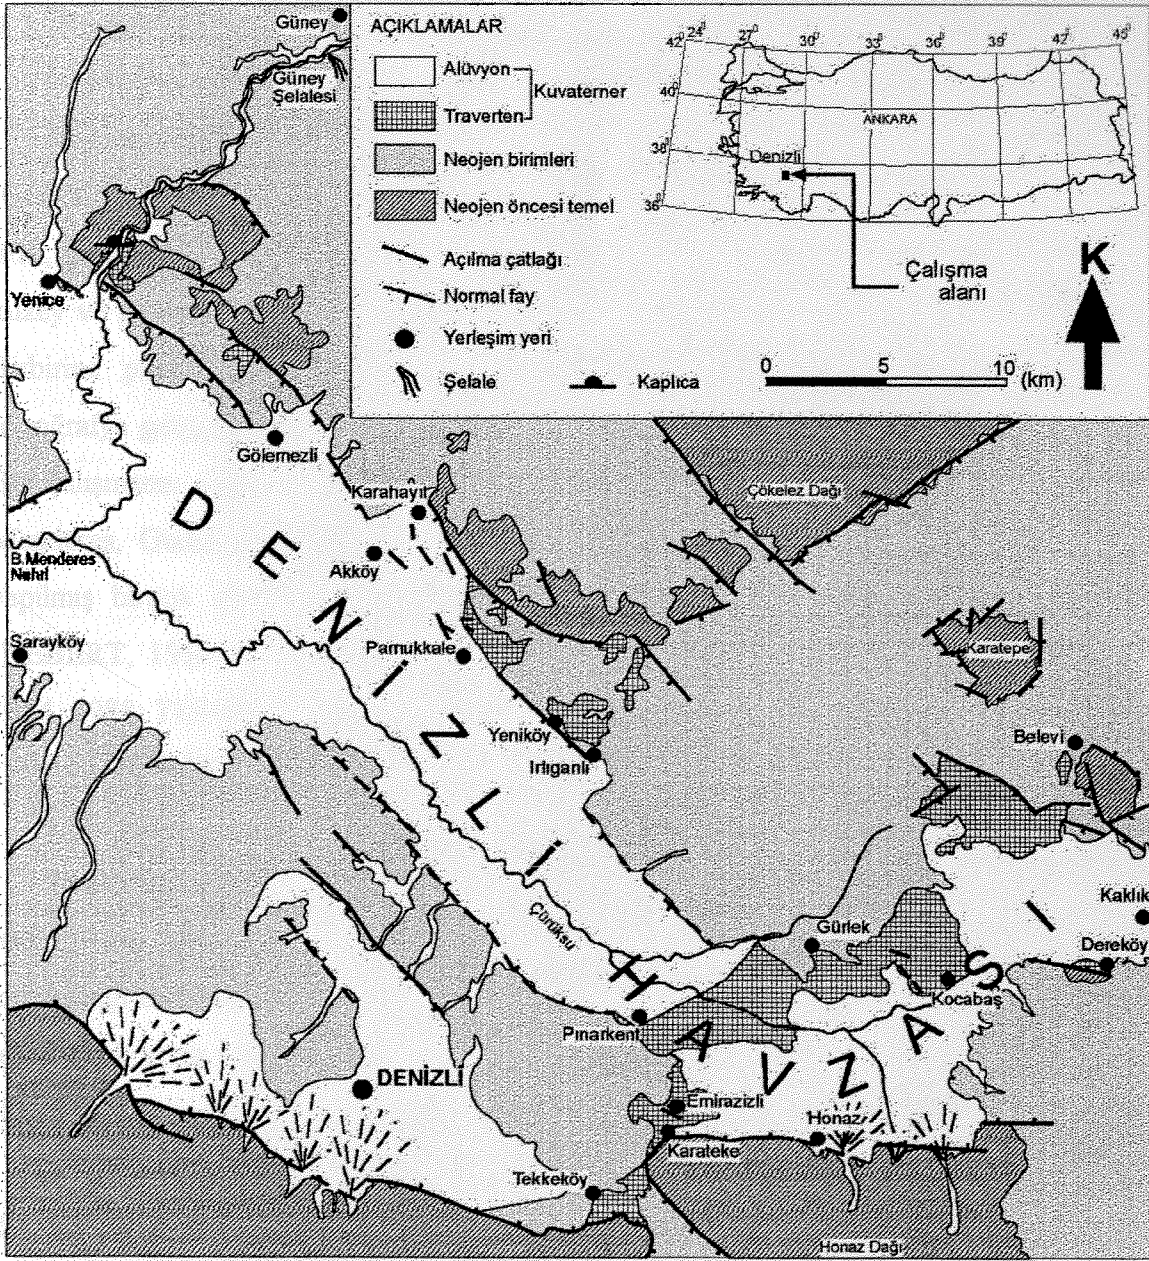 Güney
Güney
Şelalesi
AÇIKLAMALAR
Alüvyon
Kuvaterner
Traverten
Neojen birimleri
Neojen öncesi temel
Açılma çatlağı
Normal fay
Yerleşim yeri
Şelale
Kaplıca
42° 24° 27° 30° 33° 36° 39° 42° 45°
40°
38°
36°
ANKARA
Denizli
Çalışma
alanı
K
0 5 10 (km)
Yenice
Gölemezli
Karahayıt
Çökelez Dağı
B.Menderes
Nehri
Akköy
Sarayköy
Pamukkale
Karatepe
Yeniköy
Irlıganlı
Belevi
DENİZLİ HAVZASI
Çürüksu
Gürlek
Kaklık
Dereköy
Kocabaş
Pınarkent
DENİZLİ
Emirazizli
Honaz
Karateke
Tekkeköy
Honaz Dağı